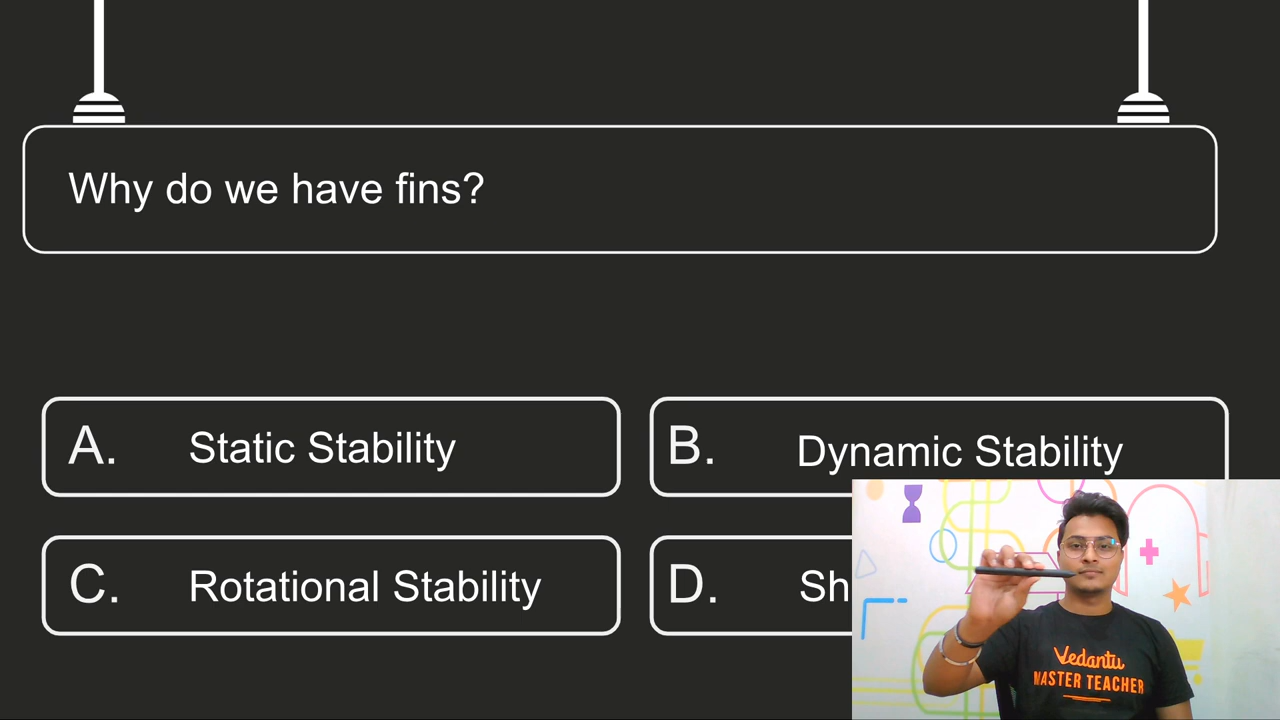 Why do we have fins?
A. Static Stability
B. Dynamic Stability
C. Rotational Stability
D. Sh
Vedantu
MASTER TEACHER